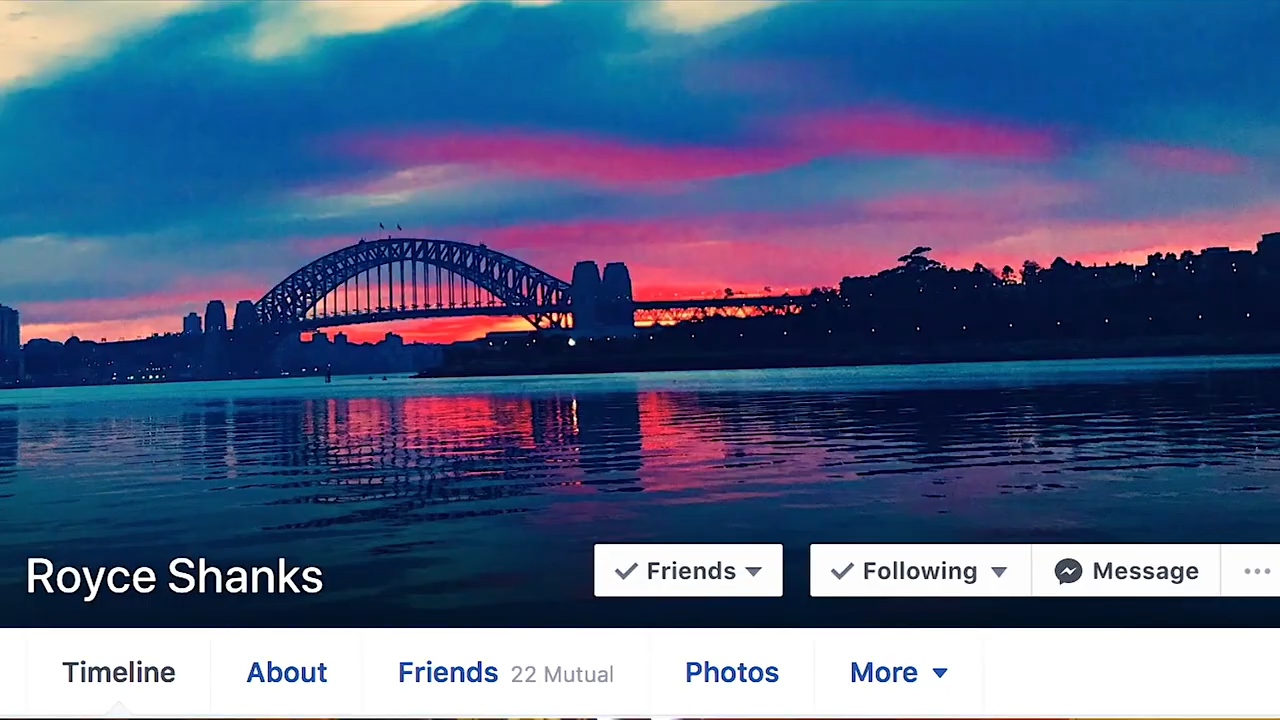 Royce Shanks
Friends
Following
Message
Timeline
About
Friends 22 Mutual
Photos
More